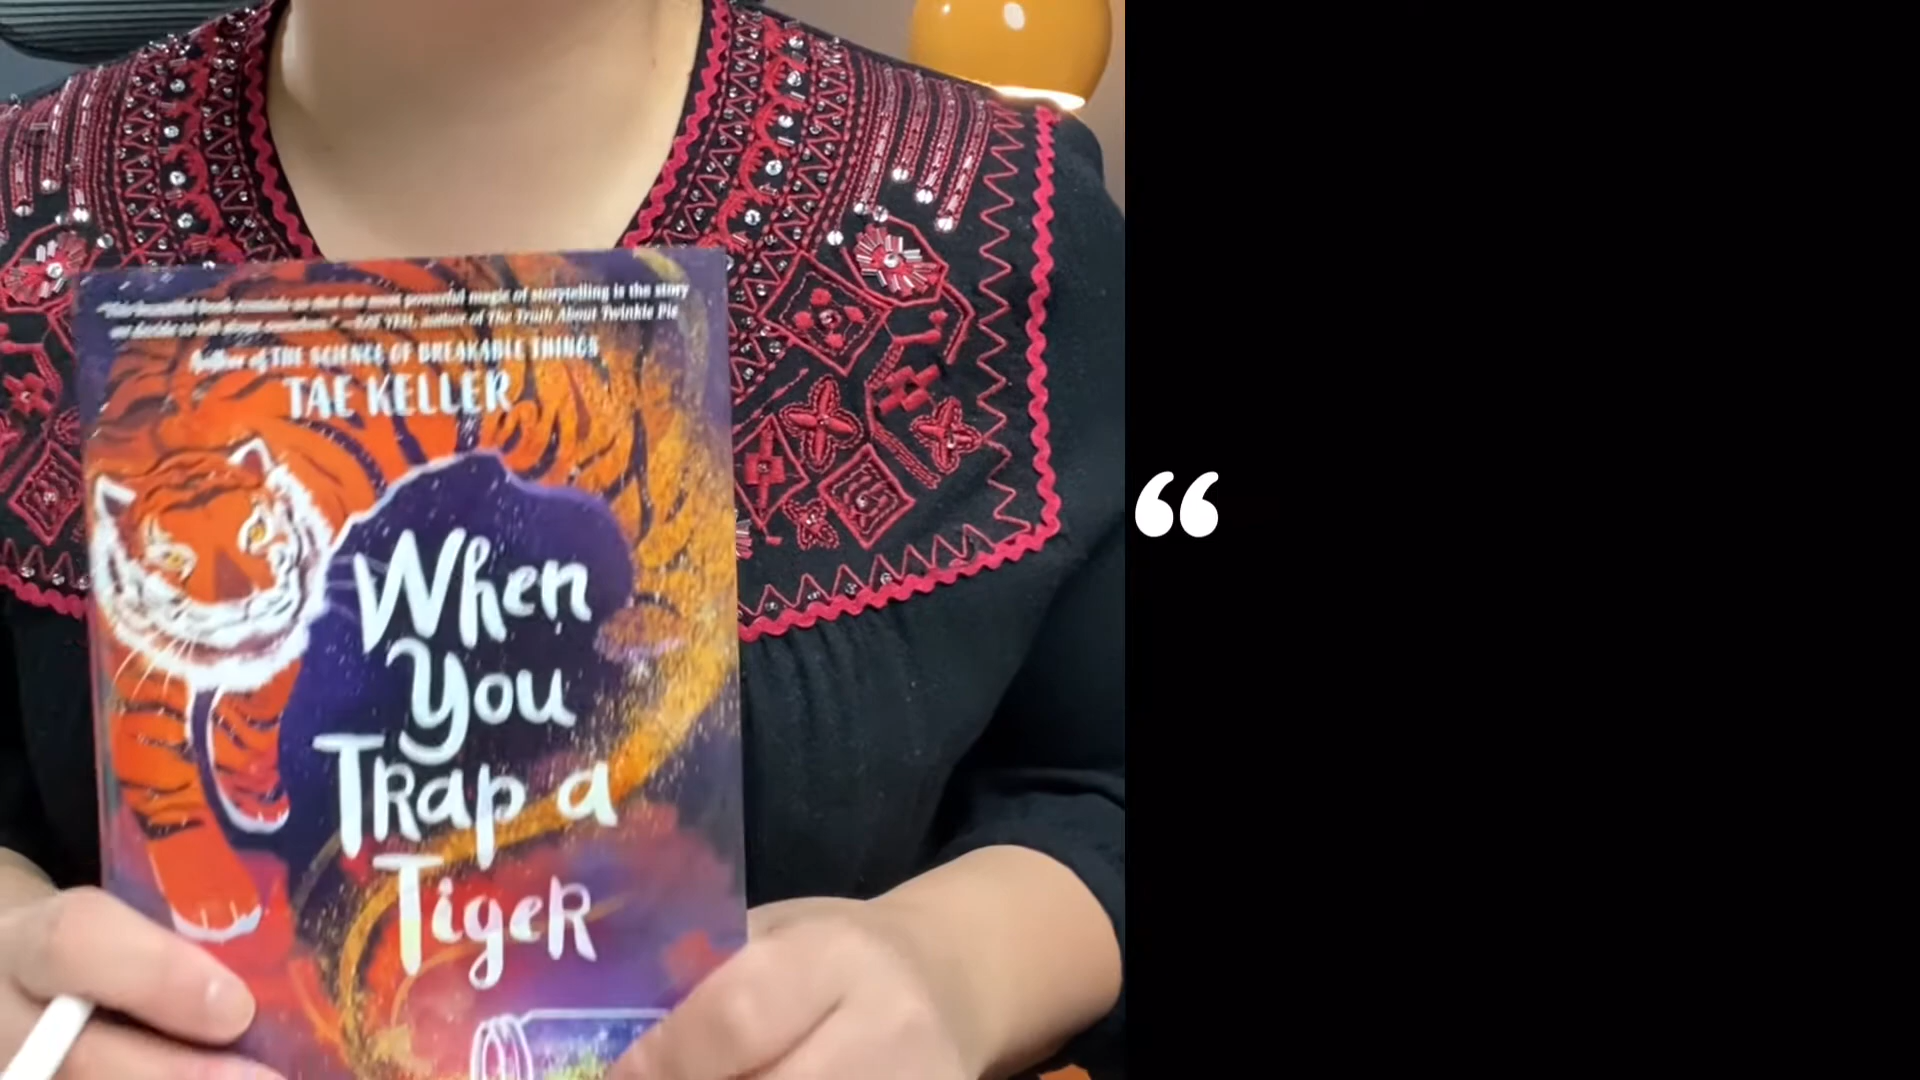 "This beautiful book reminds us that the most powerful magic of storytelling is the story
we decide to tell about ourselves." —KAT YEH, author of The Truth About Twinkie Pie
Author of THE SCIENCE OF BREAKABLE THINGS
TAE KELLER
When
You
TRap a
TigeR
“